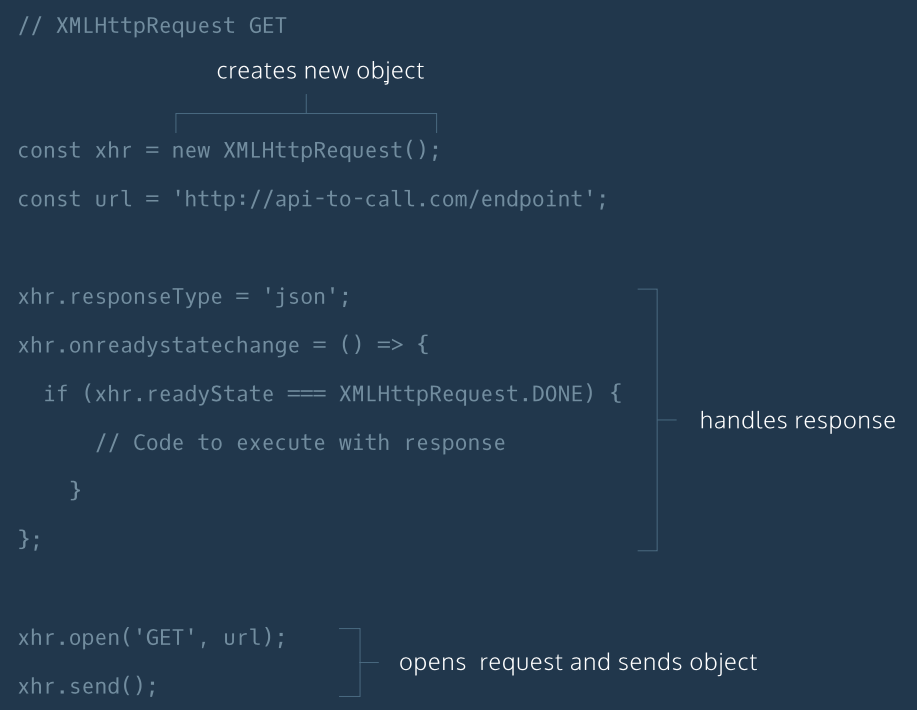 // XMLHttpRequest GET
creates new object
const xhr = new XMLHttpRequest();
const url = 'http://api-to-call.com/endpoint';
xhr.responseType = 'json';
xhr.onreadystatechange = () => {
if (xhr.readyState === XMLHttpRequest.DONE) {
handles response
// Code to execute with response
}
};
xhr.open('GET', url);
opens request and sends object
xhr.send();